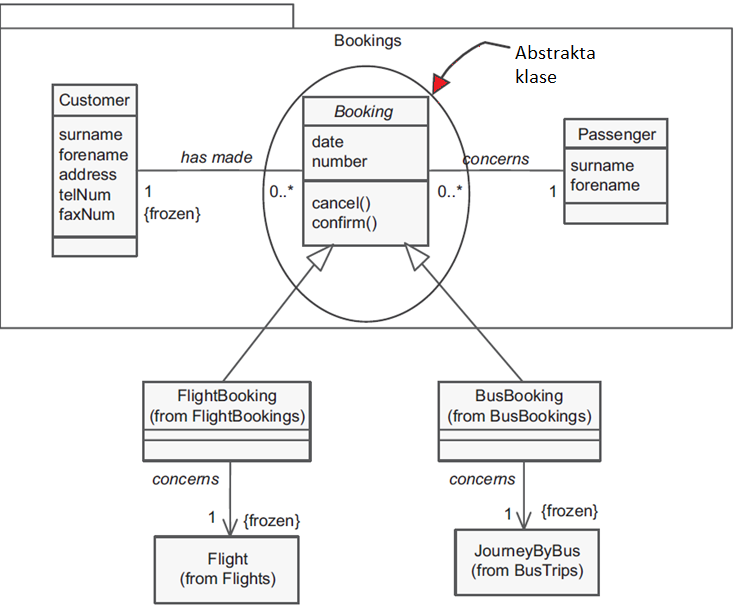 Bookings
Abstrakta
klase
Customer
surname
forename
address
telNum
faxNum
has made
1
{frozen}
0..*
Booking
date
number
cancel()
confirm()
concerns
0..*
1
Passenger
surname
forename
FlightBooking
(from FlightBookings)
BusBooking
(from BusBookings)
concerns
1
{frozen}
concerns
1
{frozen}
Flight
(from Flights)
JourneyByBus
(from BusTrips)